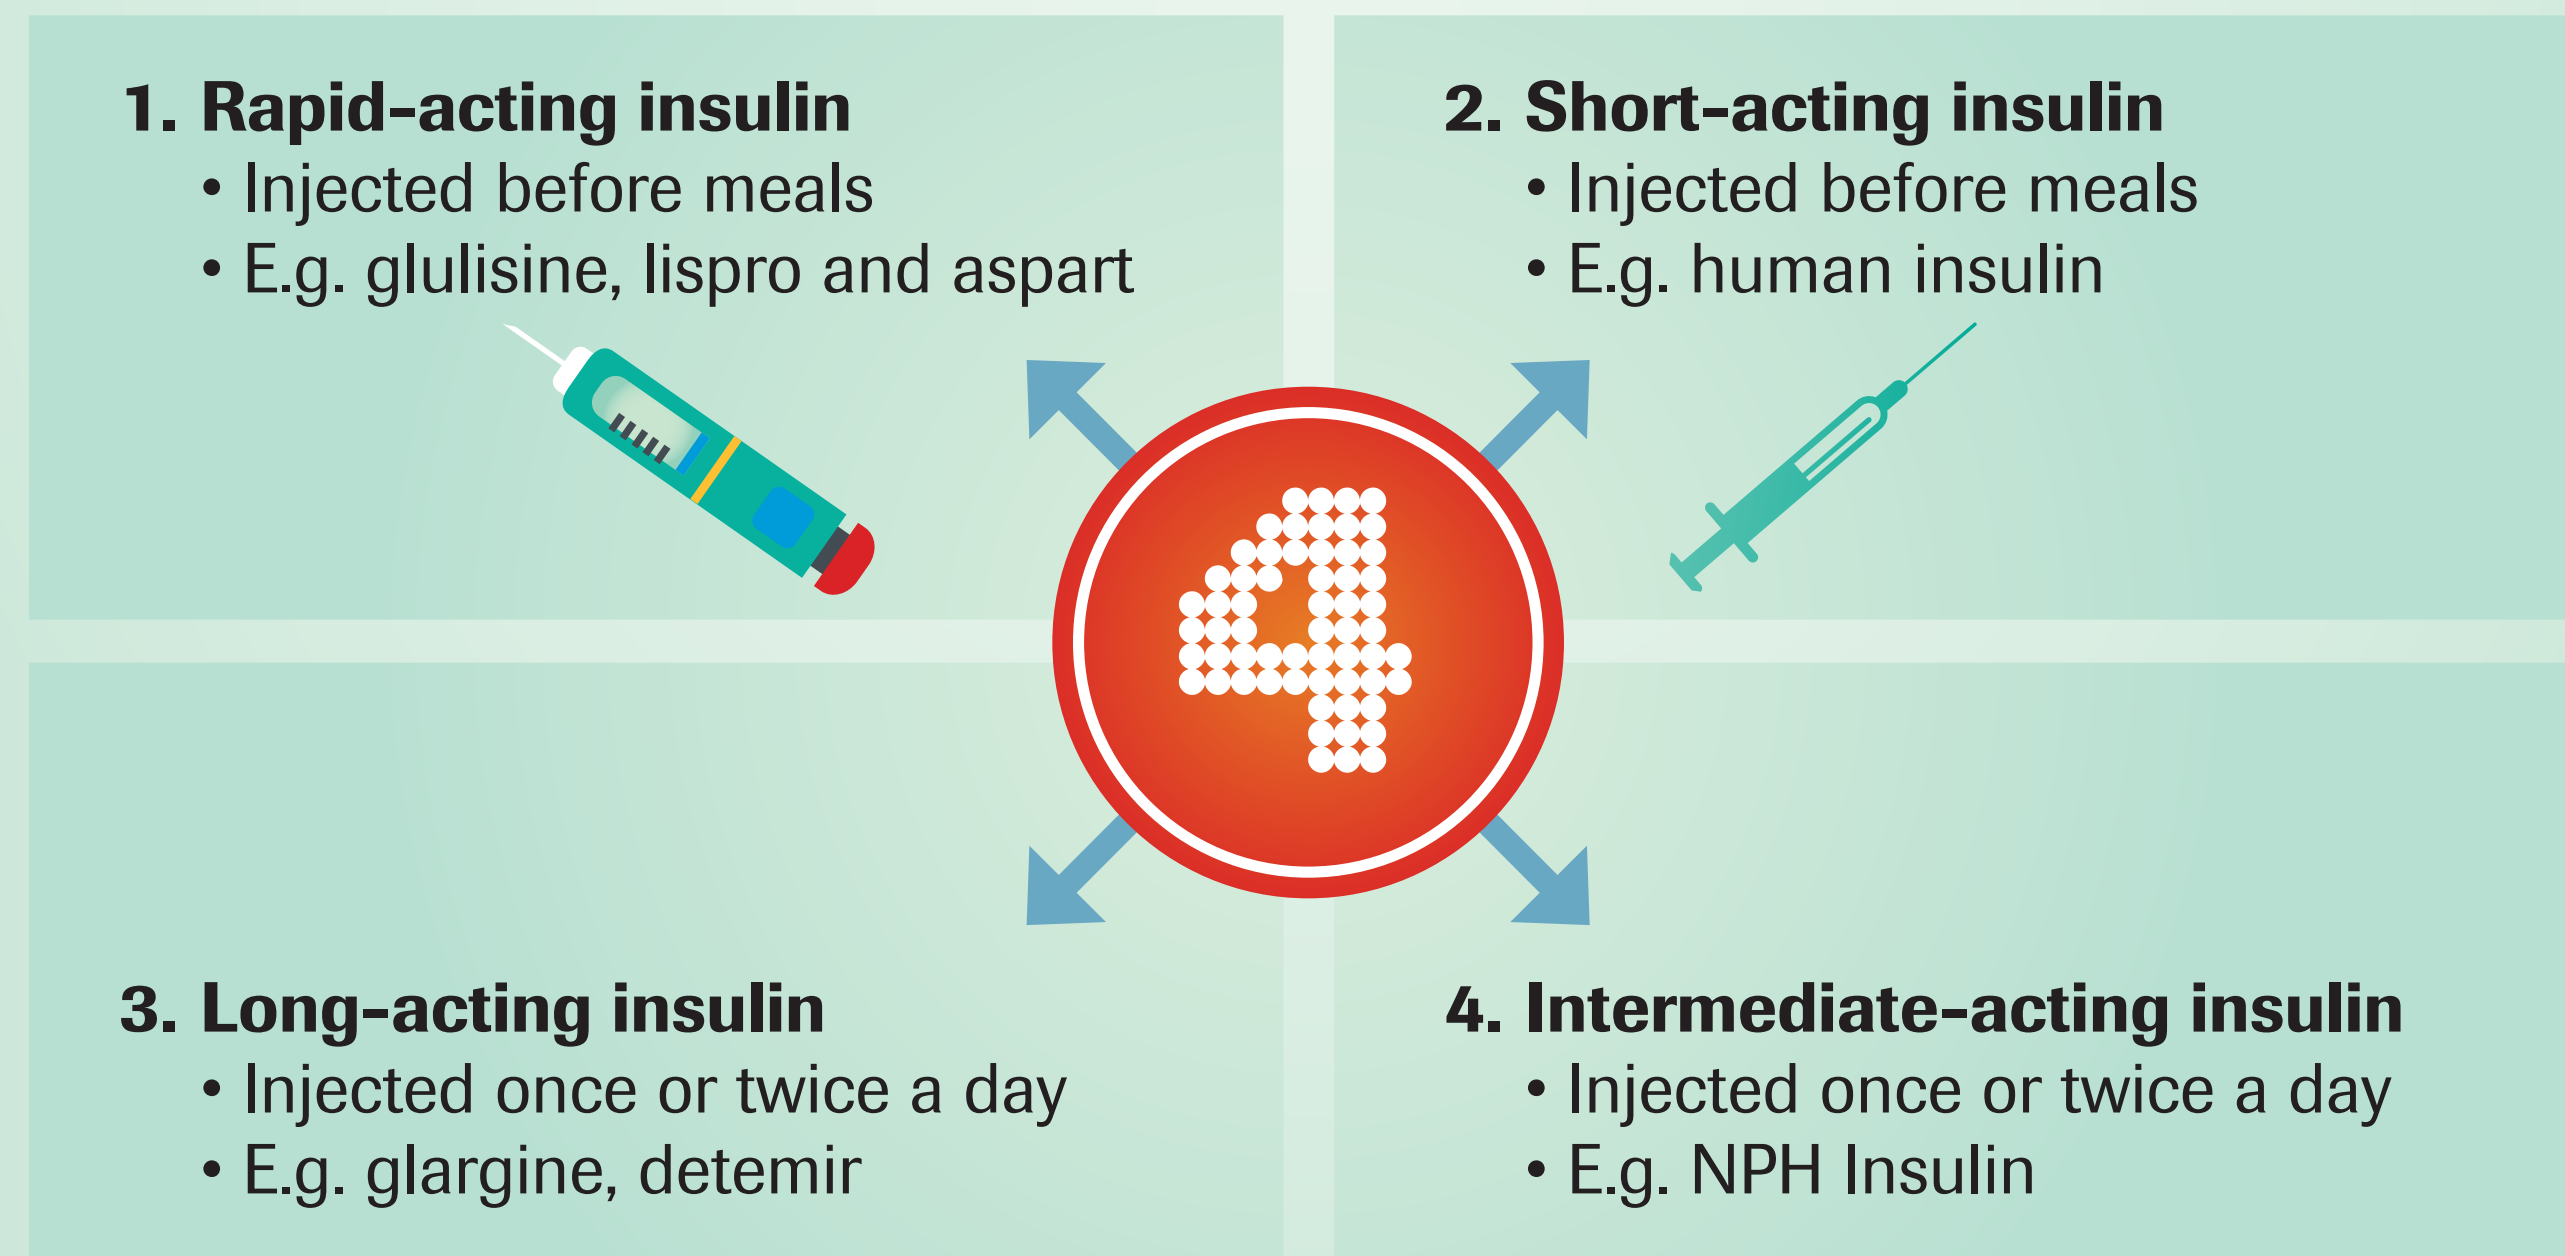 1. Rapid-acting insulin
• Injected before meals
• E.g. glulisine, lispro and aspart
2. Short-acting insulin
• Injected before meals
• E.g. human insulin
4
3. Long-acting insulin
• Injected once or twice a day
• E.g. glargine, detemir
4. Intermediate-acting insulin
• Injected once or twice a day
• E.g. NPH Insulin